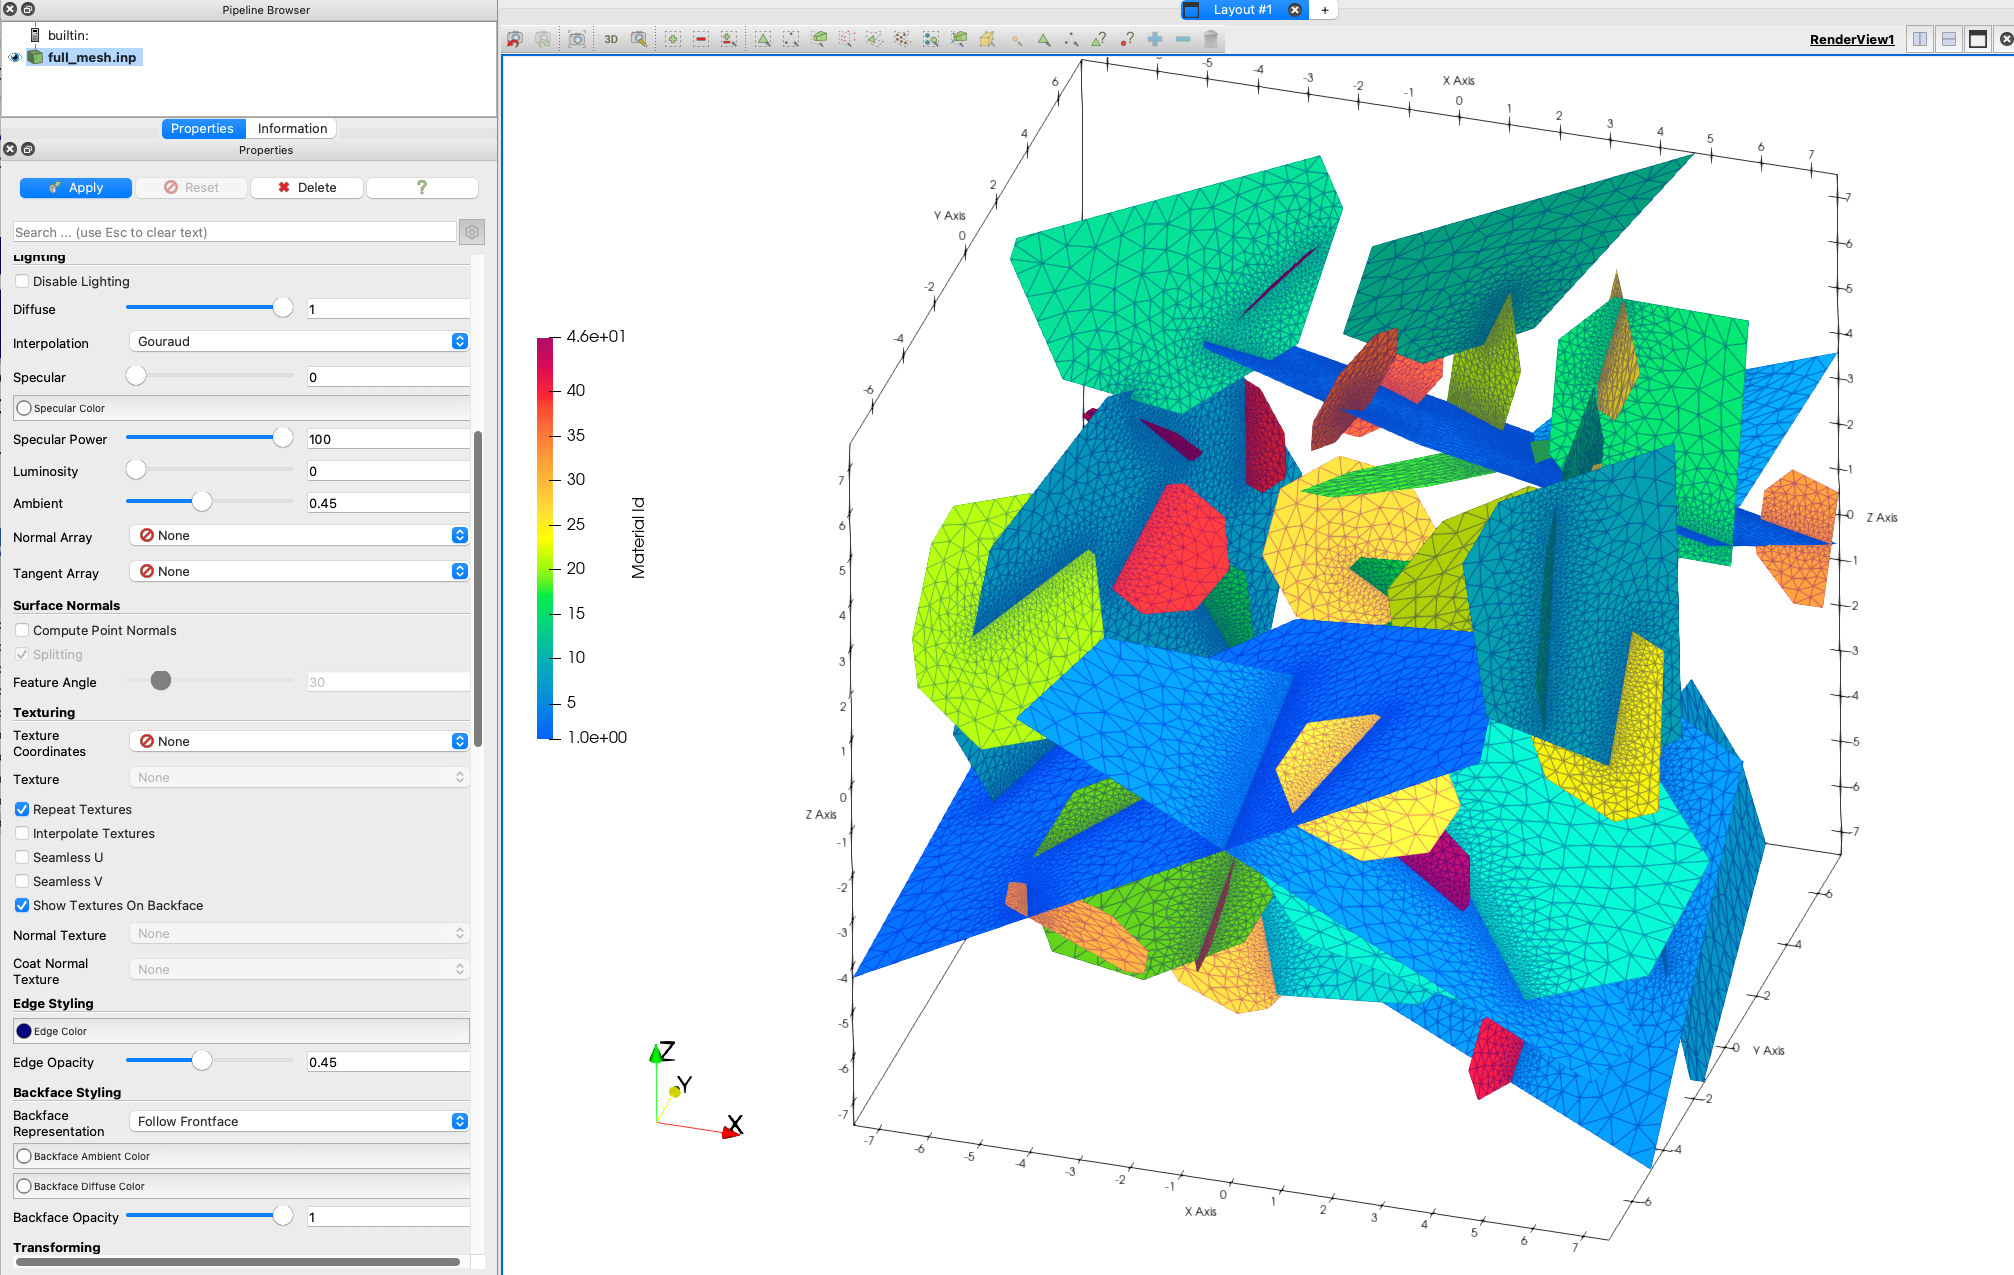 Pipeline Browser
builtin:
full_mesh.inp
Properties Information
Properties
Apply Reset Delete ?
Search ... (use Esc to clear text)
Lighting
Disable Lighting
Diffuse 1
Interpolation Gouraud
Specular 0
Specular Color
Specular Power 100
Luminosity 0
Ambient 0.45
Normal Array None
Tangent Array None
Surface Normals
Compute Point Normals
Splitting
Feature Angle 30
Texturing
Texture Coordinates None
Texture None
Repeat Textures
Interpolate Textures
Seamless U
Seamless V
Show Textures On Backface
Normal Texture None
Coat Normal Texture None
Edge Styling
Edge Color
Edge Opacity 0.45
Backface Styling
Backface Representation Follow Frontface
Backface Ambient Color
Backface Diffuse Color
Backface Opacity 1
Transforming
Layout #1 +
3D
RenderView1
X Axis
-5 -4 -3 -2 -1 0 1 2 3 4 5 6 7
Y Axis
6 4 2 0 -2 -4 -6
4.6e+01
40
35
30
25
20
15
10
5
1.0e+00
Material Id
Z Axis
7 6 5 4 3 2 1 0 -1 -2 -3 -4 -5 -6 -7
X Axis
-7 -6 -5 -4 -3 -2 -1 0 1 2 3 4 5 6 7
Z Axis
7 6 5 4 3 2 1 0 -1 -2 -3 -4 -5 -6 -7
Y Axis
-6 -4 -2 0 -2 -4 -6
Z
Y
X